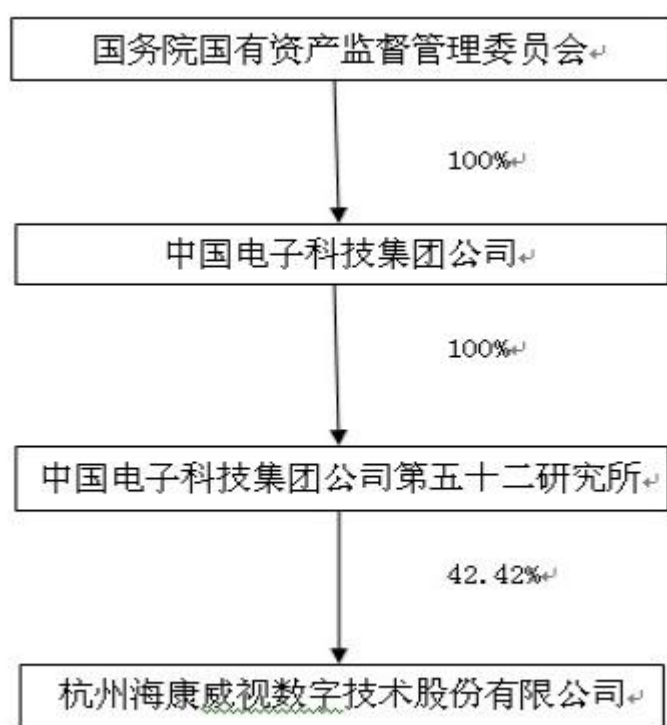 国务院国有资产监督管理委员会
100%
中国电子科技集团公司
100%
中国电子科技集团公司第五十二研究所
42.42%
杭州海康威视数字技术股份有限公司